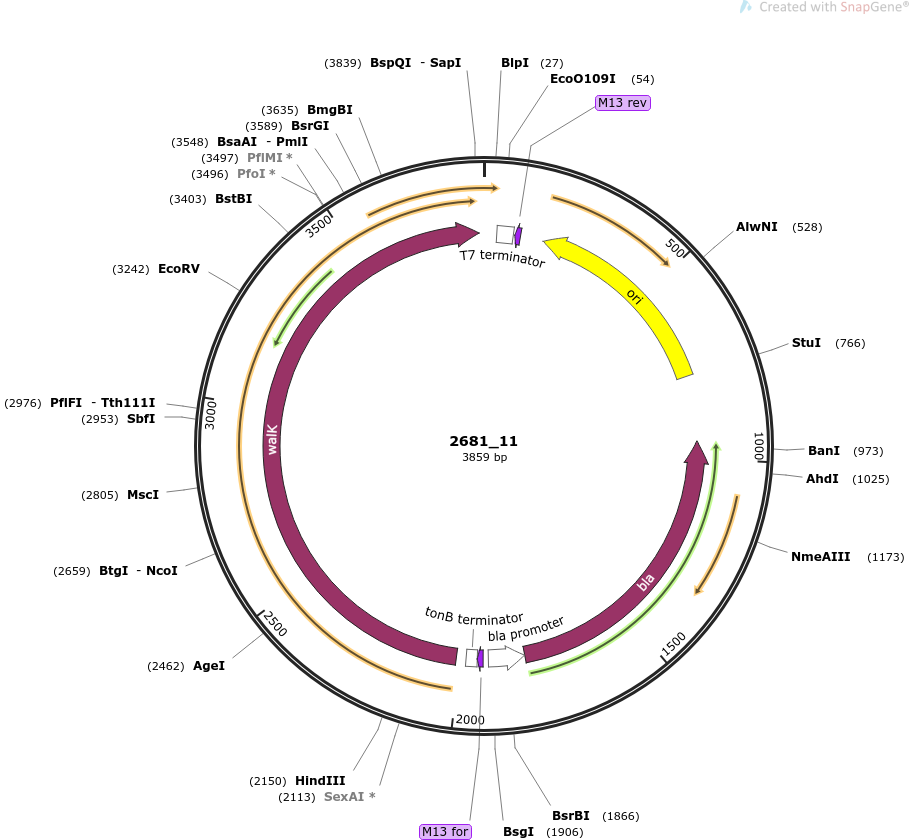 Created with SnapGene®
(3839) BspQI - SapI
BlpI (27)
EcoO109I (54)
M13 rev
(3635) BmgBI
(3589) BsrGI
(3548) BsaAI - PmlI
(3497) PflMI *
(3496) PfoI *
(3403) BstBI
(3242) EcoRV
(2976) PflFI - Tth111I
(2953) SbfI
(2805) MscI
(2659) BtgI - NcoI
(2462) AgeI
(2150) HindIII
(2113) SexAI *
M13 for
BsgI (1906)
BsrBI (1866)
NmeAIII (1173)
AhdI (1025)
BanI (973)
StuI (766)
AlwNI (528)
500
1000
1500
2000
2500
3000
3500
T7 terminator
ori
walK
bla
tonB terminator
bla promoter
2681_11
3859 bp